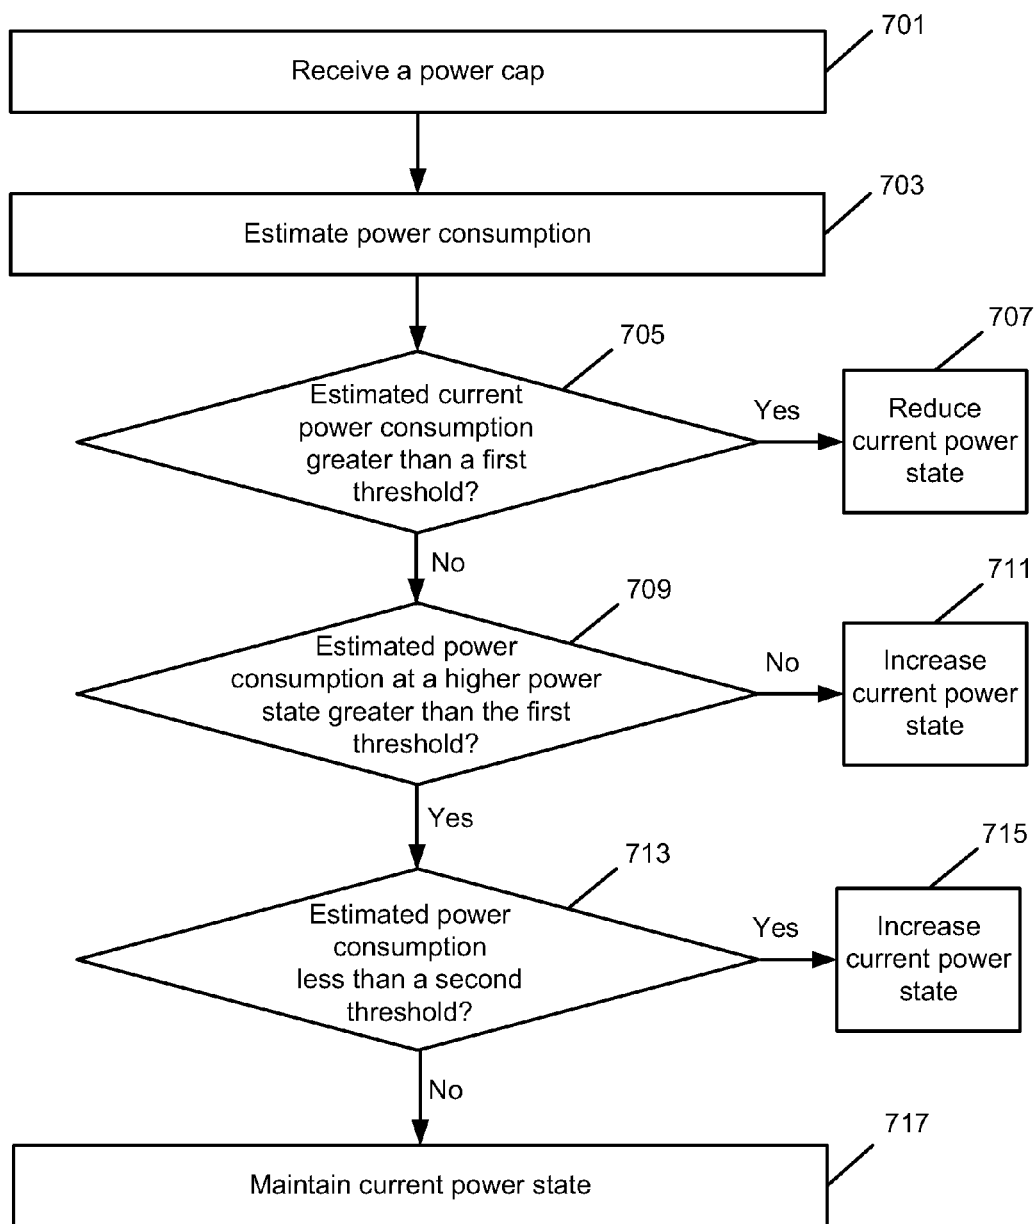 701
Receive a power cap
703
Estimate power consumption
705
707
Estimated current
power consumption
greater than a first
threshold?
Yes
Reduce
current power
state
No
709
711
Estimated power
consumption at a higher power
state greater than the first
threshold?
No
Increase
current power
state
Yes
713
715
Estimated power
consumption
less than a second
threshold?
Yes
Increase
current power
state
No
717
Maintain current power state